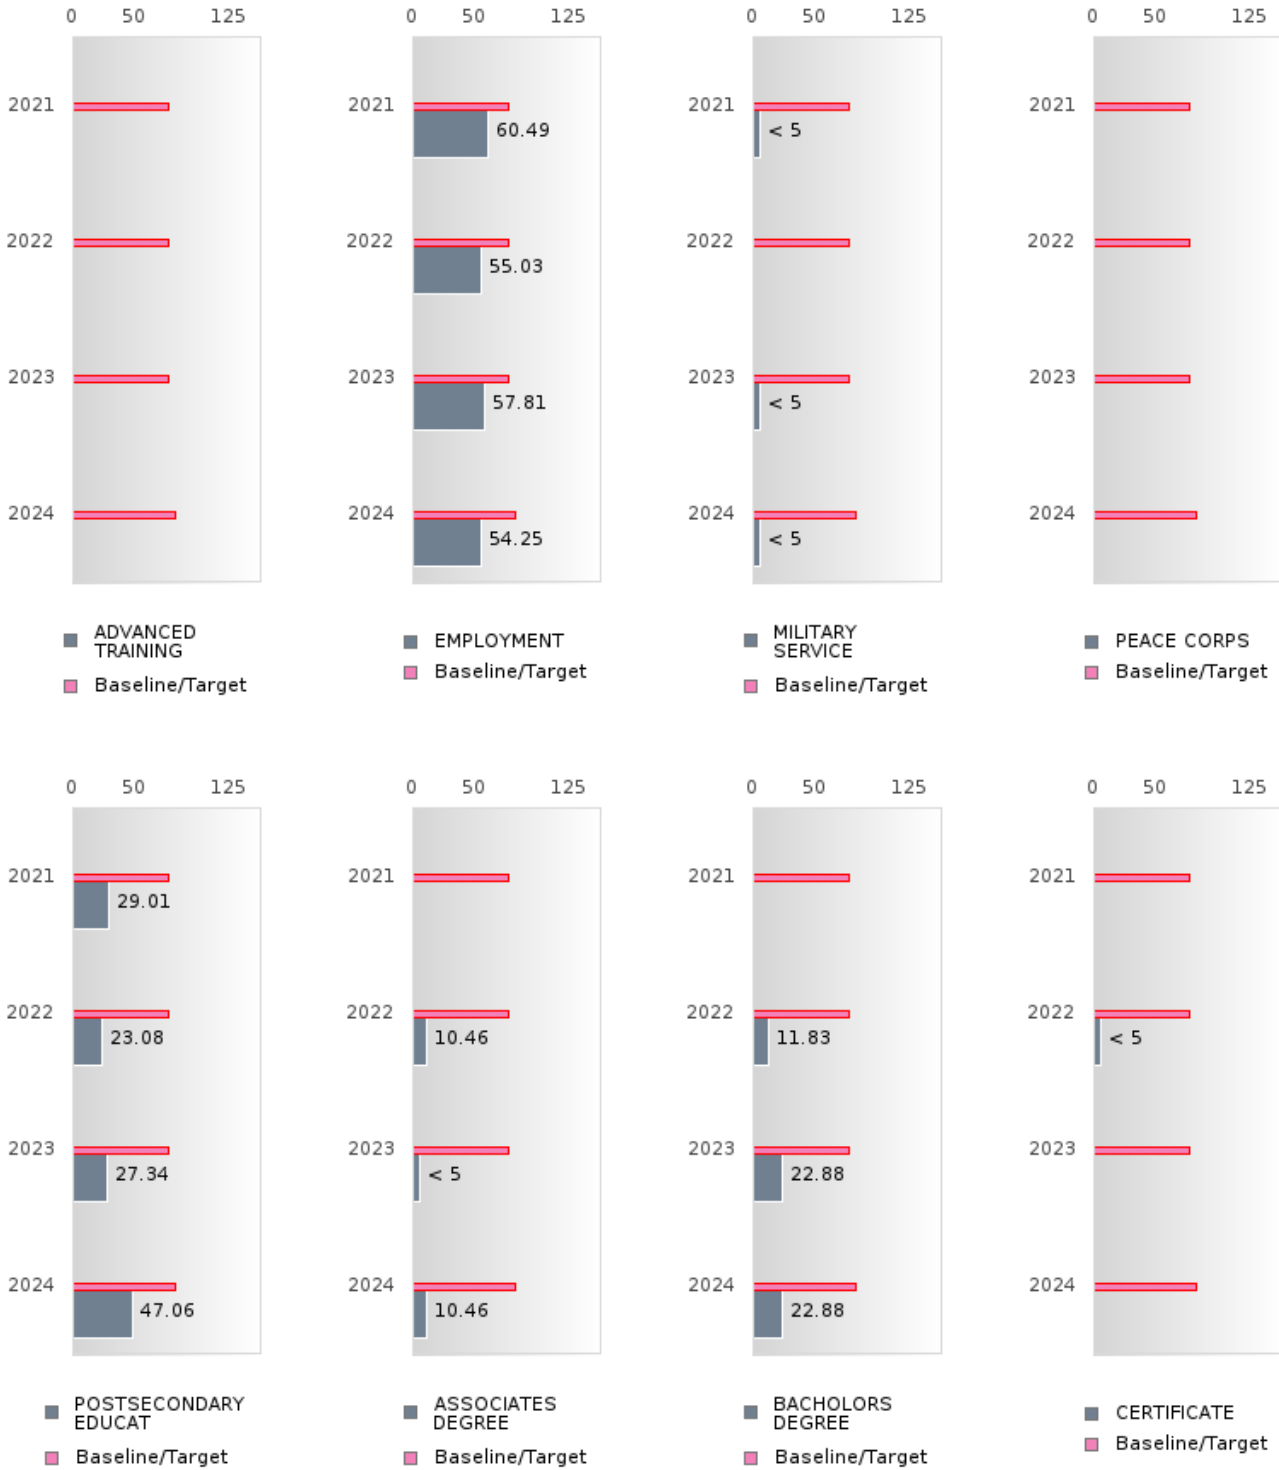 0 50 125 0 50 125 0 50 125 0 50 125
2021 2021 2021 2021
60.49 < 5
2022 2022 2022 2022
55.03
2023 2023 2023 2023
57.81 < 5
2024 2024 2024 2024
54.25 < 5
ADVANCED
TRAINING
Baseline/Target
EMPLOYMENT
Baseline/Target
MILITARY
SERVICE
Baseline/Target
PEACE CORPS
Baseline/Target
0 50 125 0 50 125 0 50 125 0 50 125
2021 2021 2021 2021
29.01
2022 2022 2022 2022
23.08 10.46 11.83 < 5
2023 2023 2023 2023
27.34 < 5 22.88
2024 2024 2024 2024
47.06 10.46 22.88
POSTSECONDARY
EDUCAT
Baseline/Target
ASSOCIATES
DEGREE
Baseline/Target
BACHOLORS
DEGREE
Baseline/Target
CERTIFICATE
Baseline/Target